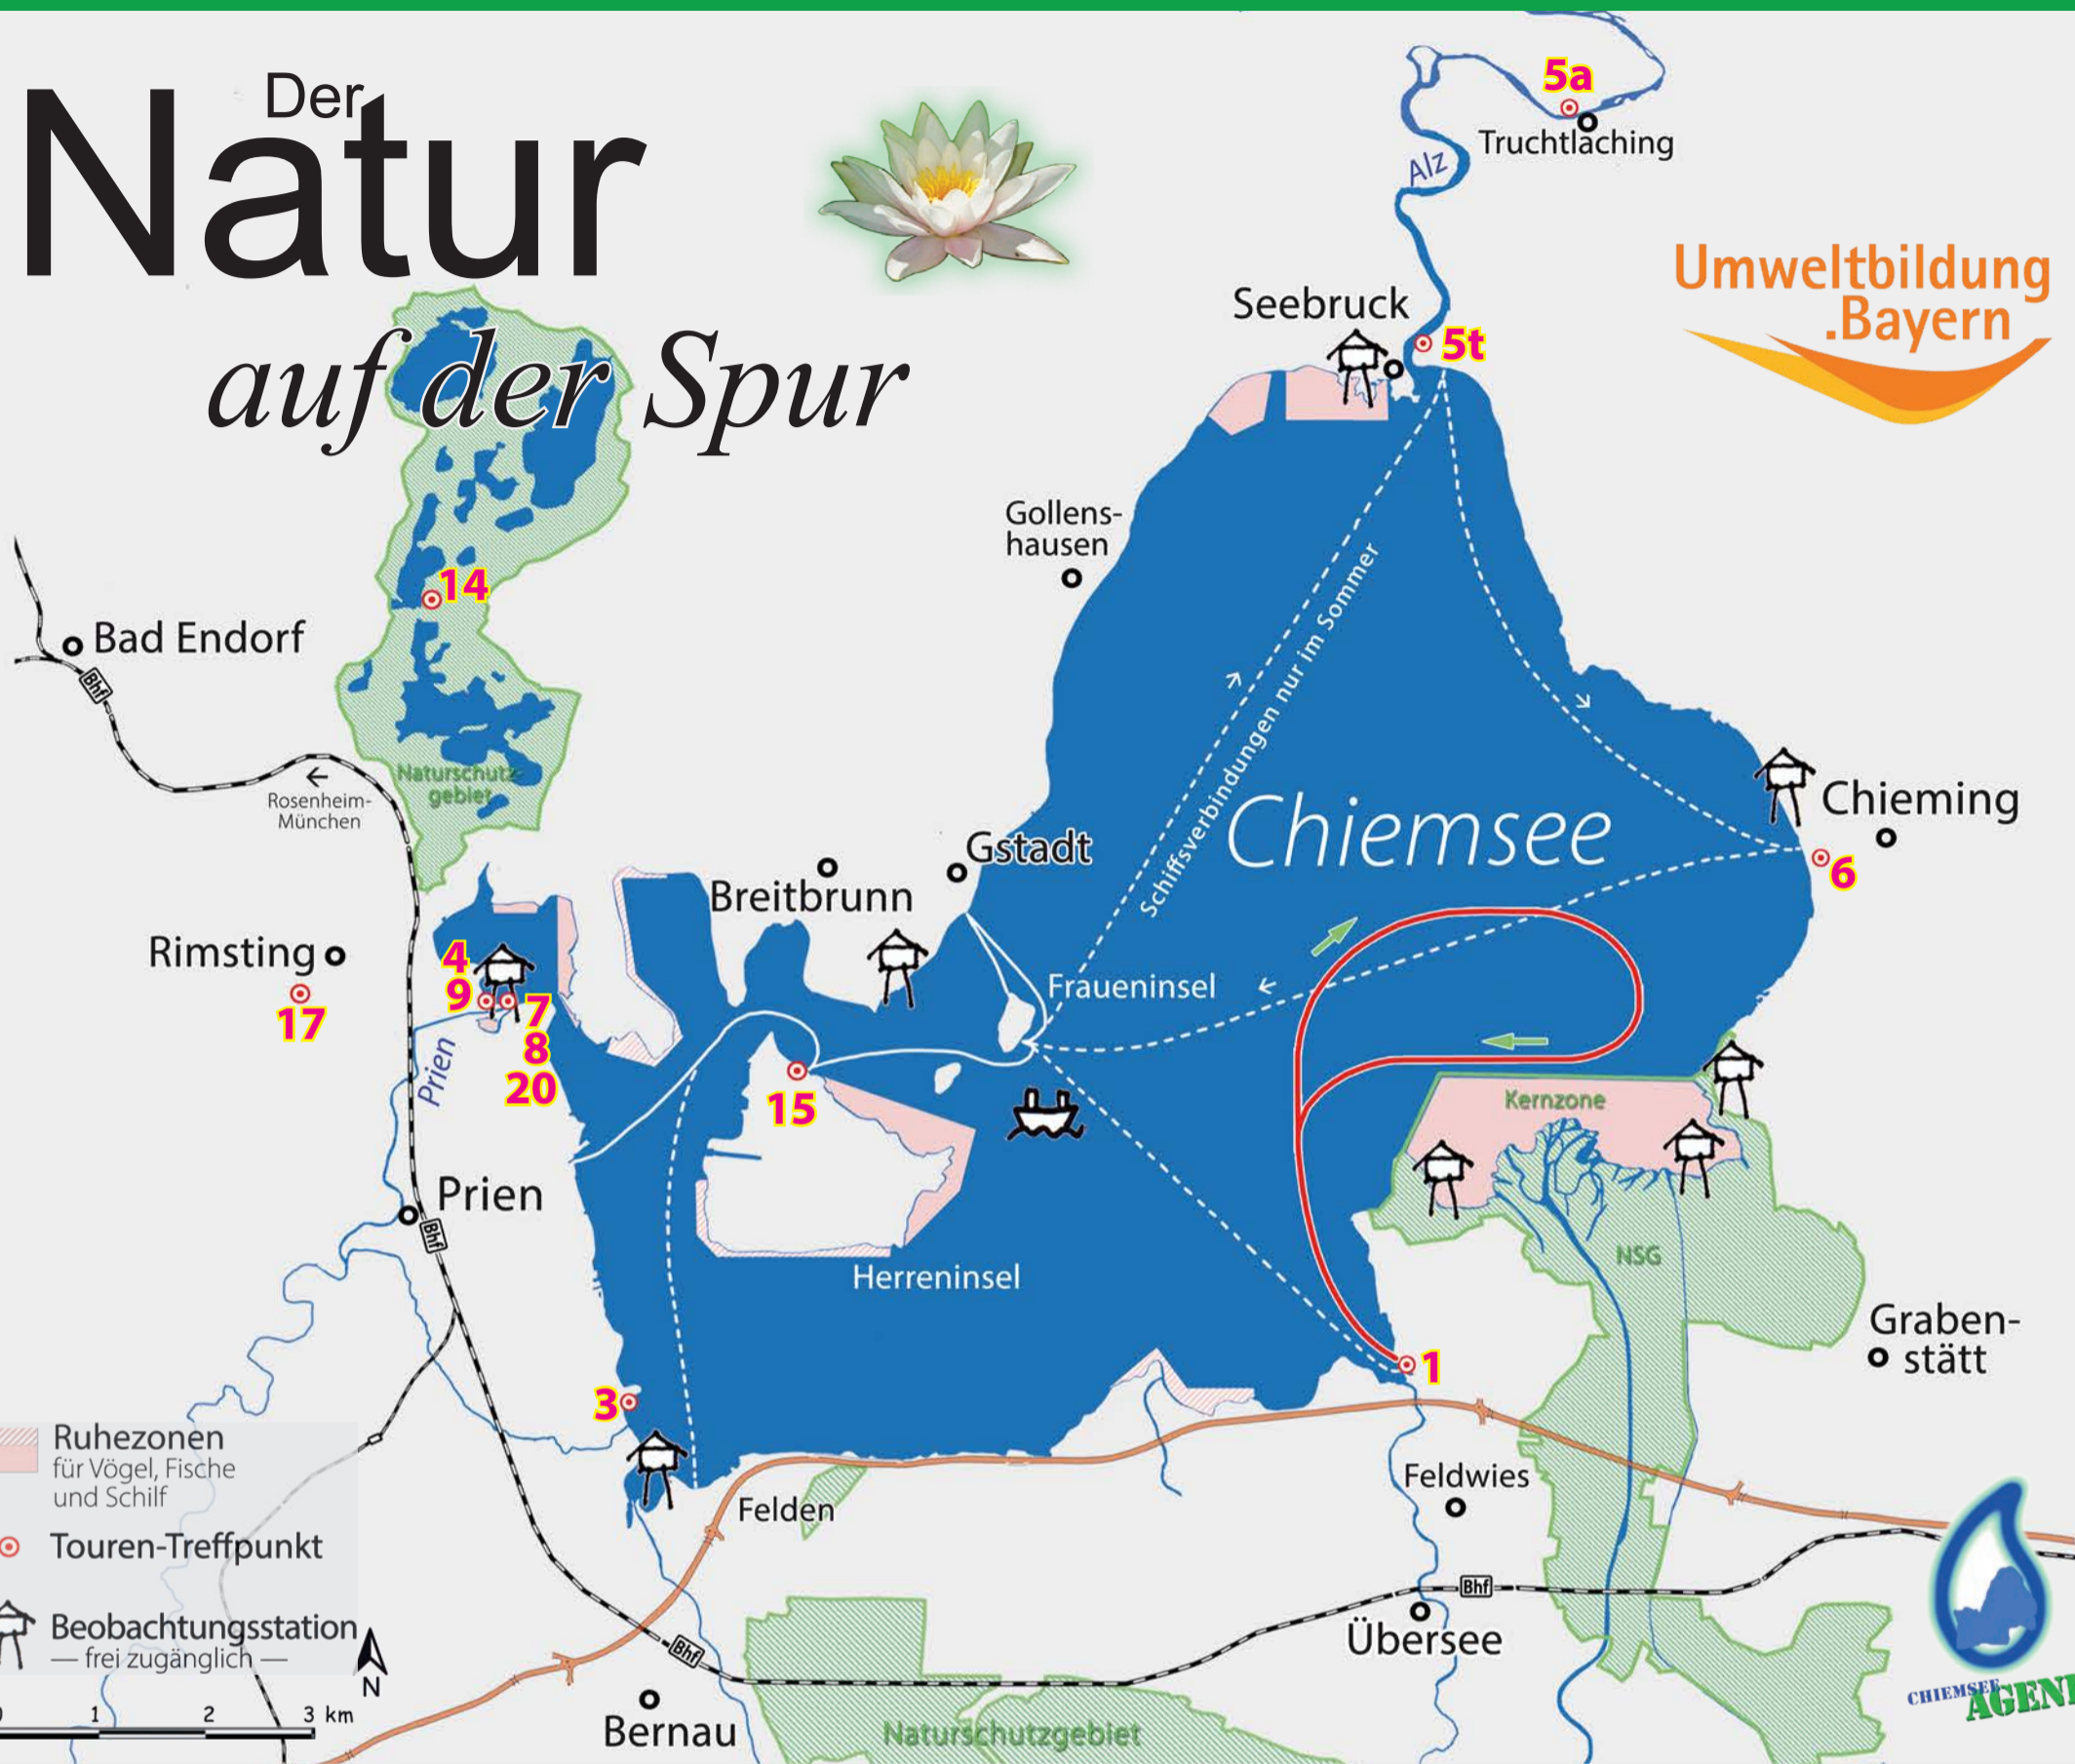 Der
Natur
auf der Spur
5a
Truchtlaching
Alz
Umweltbildung
.Bayern
Seebruck
5t
Gollens-
hausen
14
Bad Endorf
Bhf
Naturschutz-
gebiet
Rosenheim-
München
Schiffsverbindungen nur im Sommer
Chiemsee
Chieming
6
Gstadt
Breitbrunn
Rimsting
17
4
9
7
8
20
Prien
Fraueninsel
15
Kernzone
Prien
Bhf
NSG
Herreninsel
Graben-
stätt
1
3
Ruhezonen
für Vögel, Fische
und Schilf
Feldwies
Felden
Touren-Treffpunkt
Bhf
Beobachtungsstation
— frei zugänglich —
Übersee
Bhf
N
0 1 2 3 km
Bernau
Naturschutzgebiet
CHIEMSEE
AGEN